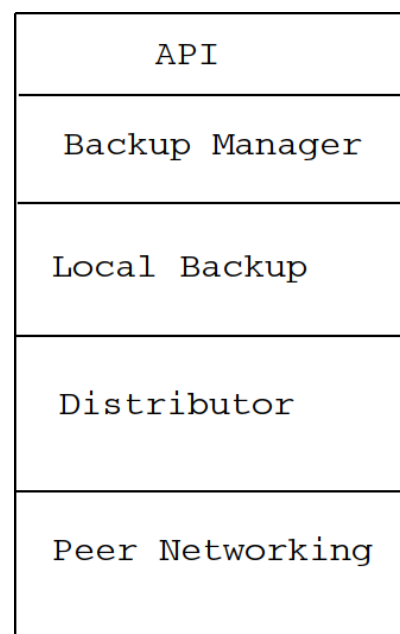 API
Backup Manager
Local Backup
Distributor
Peer Networking